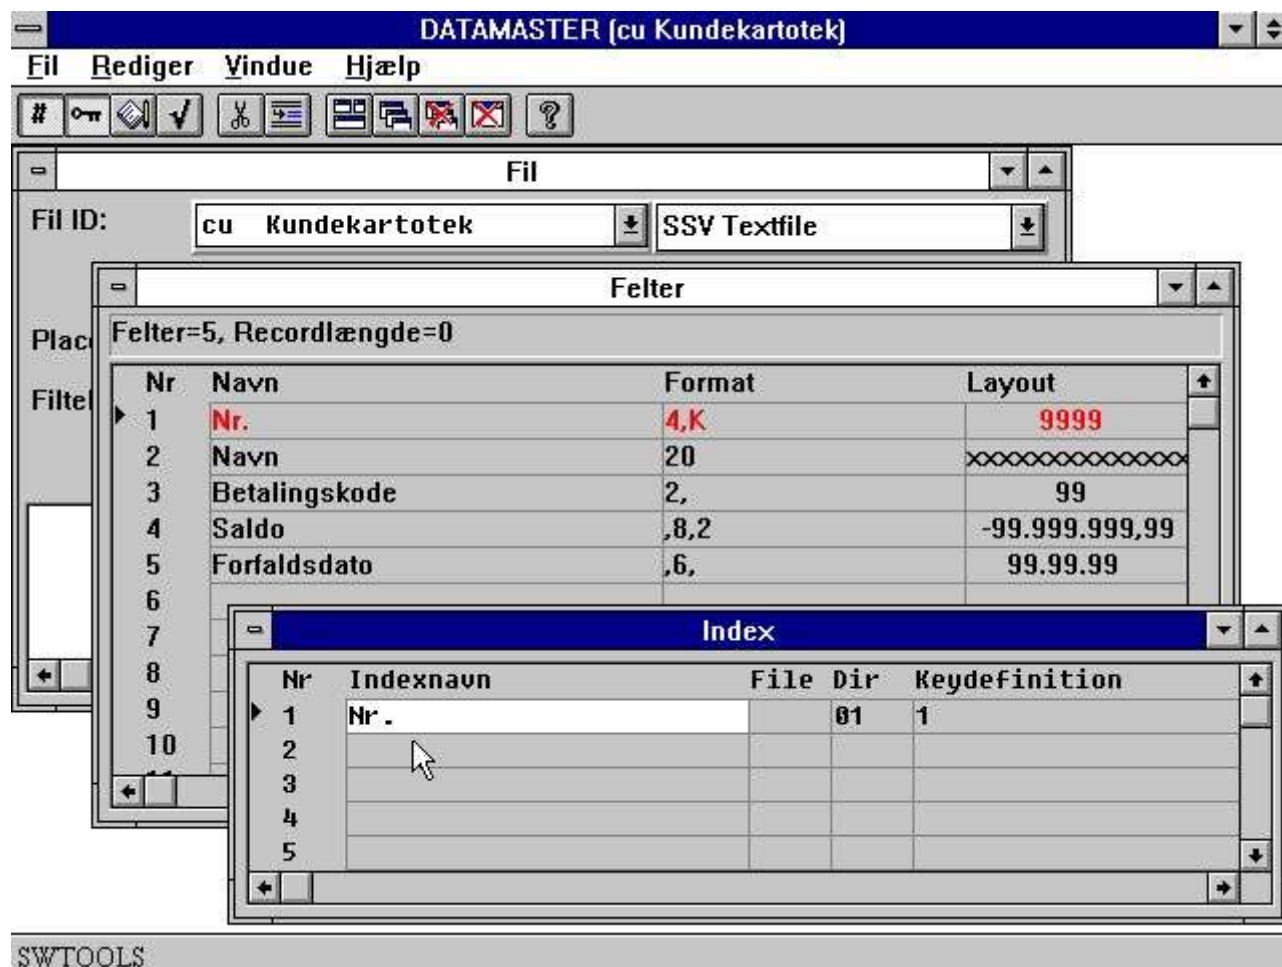 DATAMASTER (cu Kundekartotek)
Fil Rediger Vindue Hjælp
#
?
Fil
Fil ID: cu Kundekartotek SSV Textfile
Felter
Felter=5, Recordlængde=0
Nr Navn Format Layout
1 Nr. 4,K 9999
2 Navn 20 xxxxxxxxxxxxxxx
3 Betalingskode 2, 99
4 Saldo ,8,2 -99.999.999,99
5 Forfaldsdato ,6, 99.99.99
6
7
8
9
10
Index
Nr Indexnavn File Dir Keydefinition
1 Nr. 01 1
2
3
4
5
SWTOOLS